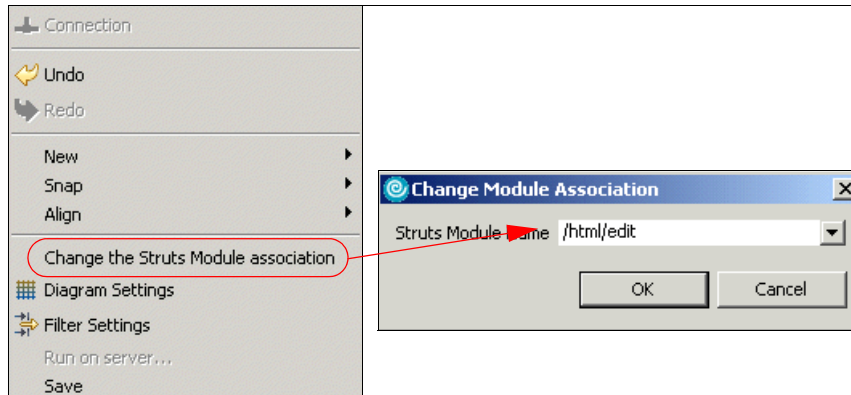 Connection
Undo
Redo
New
Snap
Align
Change the Struts Module association
Diagram Settings
Filter Settings
Run on server...
Save
Change Module Association
Struts Module Name /html/edit
OK Cancel